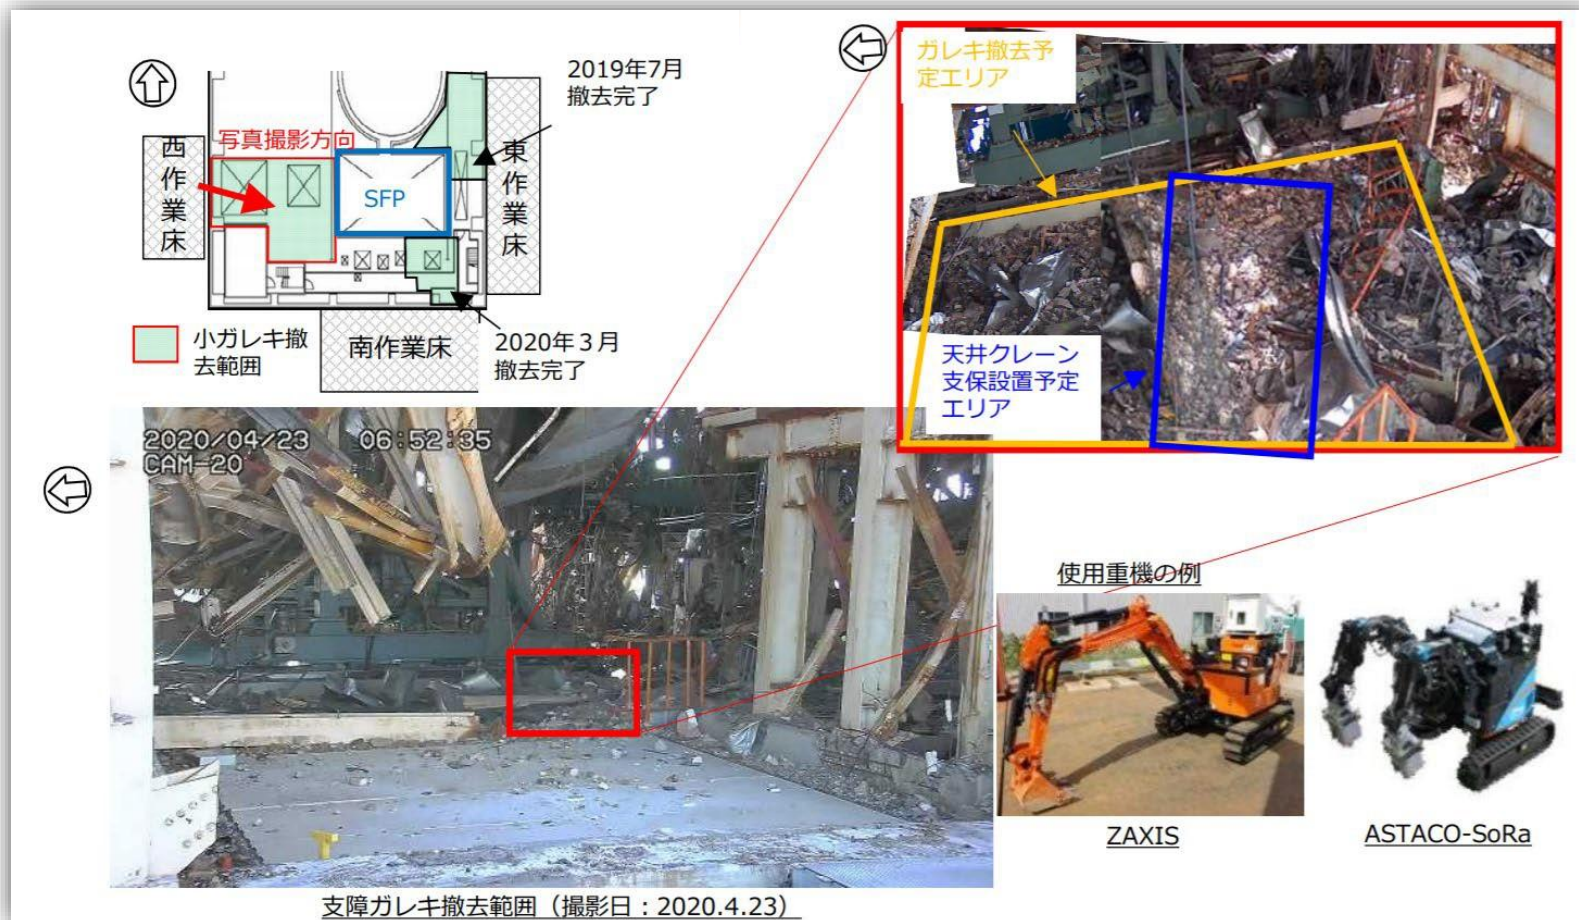 2019年7月
撤去完了
写真撮影方向
西作業床
SFP
東作業床
小ガレキ撤
去範囲
南作業床
2020年３月
撤去完了
ガレキ撤去予
定エリア
天井クレーン
支保設置予定
エリア
2020/04/23 06:52:35
CAM-20
使用重機の例
ZAXIS
ASTACO-SoRa
支障ガレキ撤去範囲（撮影日：2020.4.23）